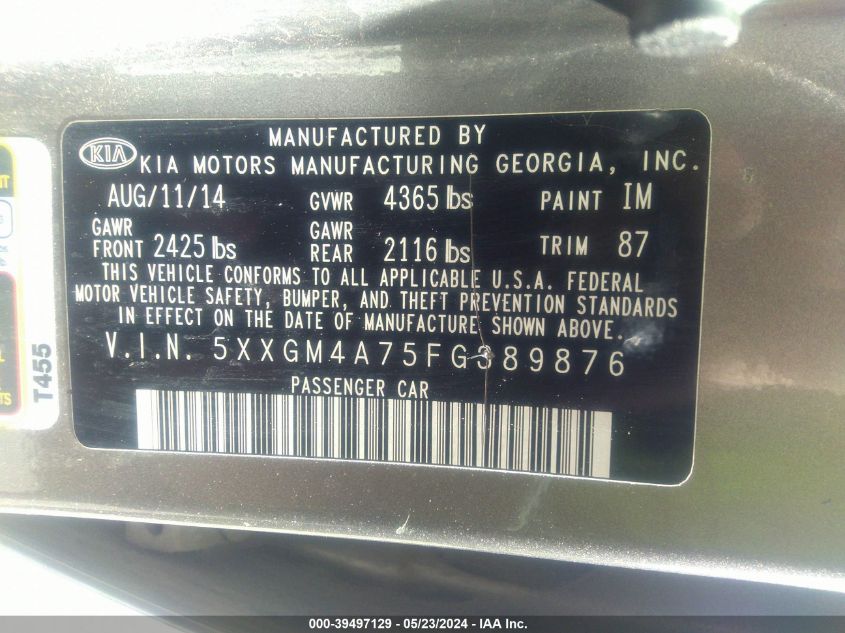 MANUFACTURED BY
KIA KIA MOTORS MANUFACTURING GEORGIA, INC.
AUG/11/14 GVWR 4365 lbs PAINT IM
GAWR GAWR
FRONT 2425 lbs REAR 2116 lbs TRIM 87
THIS VEHICLE CONFORMS TO ALL APPLICABLE U.S.A. FEDERAL
MOTOR VEHICLE SAFETY, BUMPER, AND THEFT PREVENTION STANDARDS
IN EFFECT ON THE DATE OF MANUFACTURE SHOWN ABOVE.
V.I.N. 5XXGM4A75FG389876
PASSENGER CAR
T455
000-39497129 - 05/23/2024 - IAA Inc.